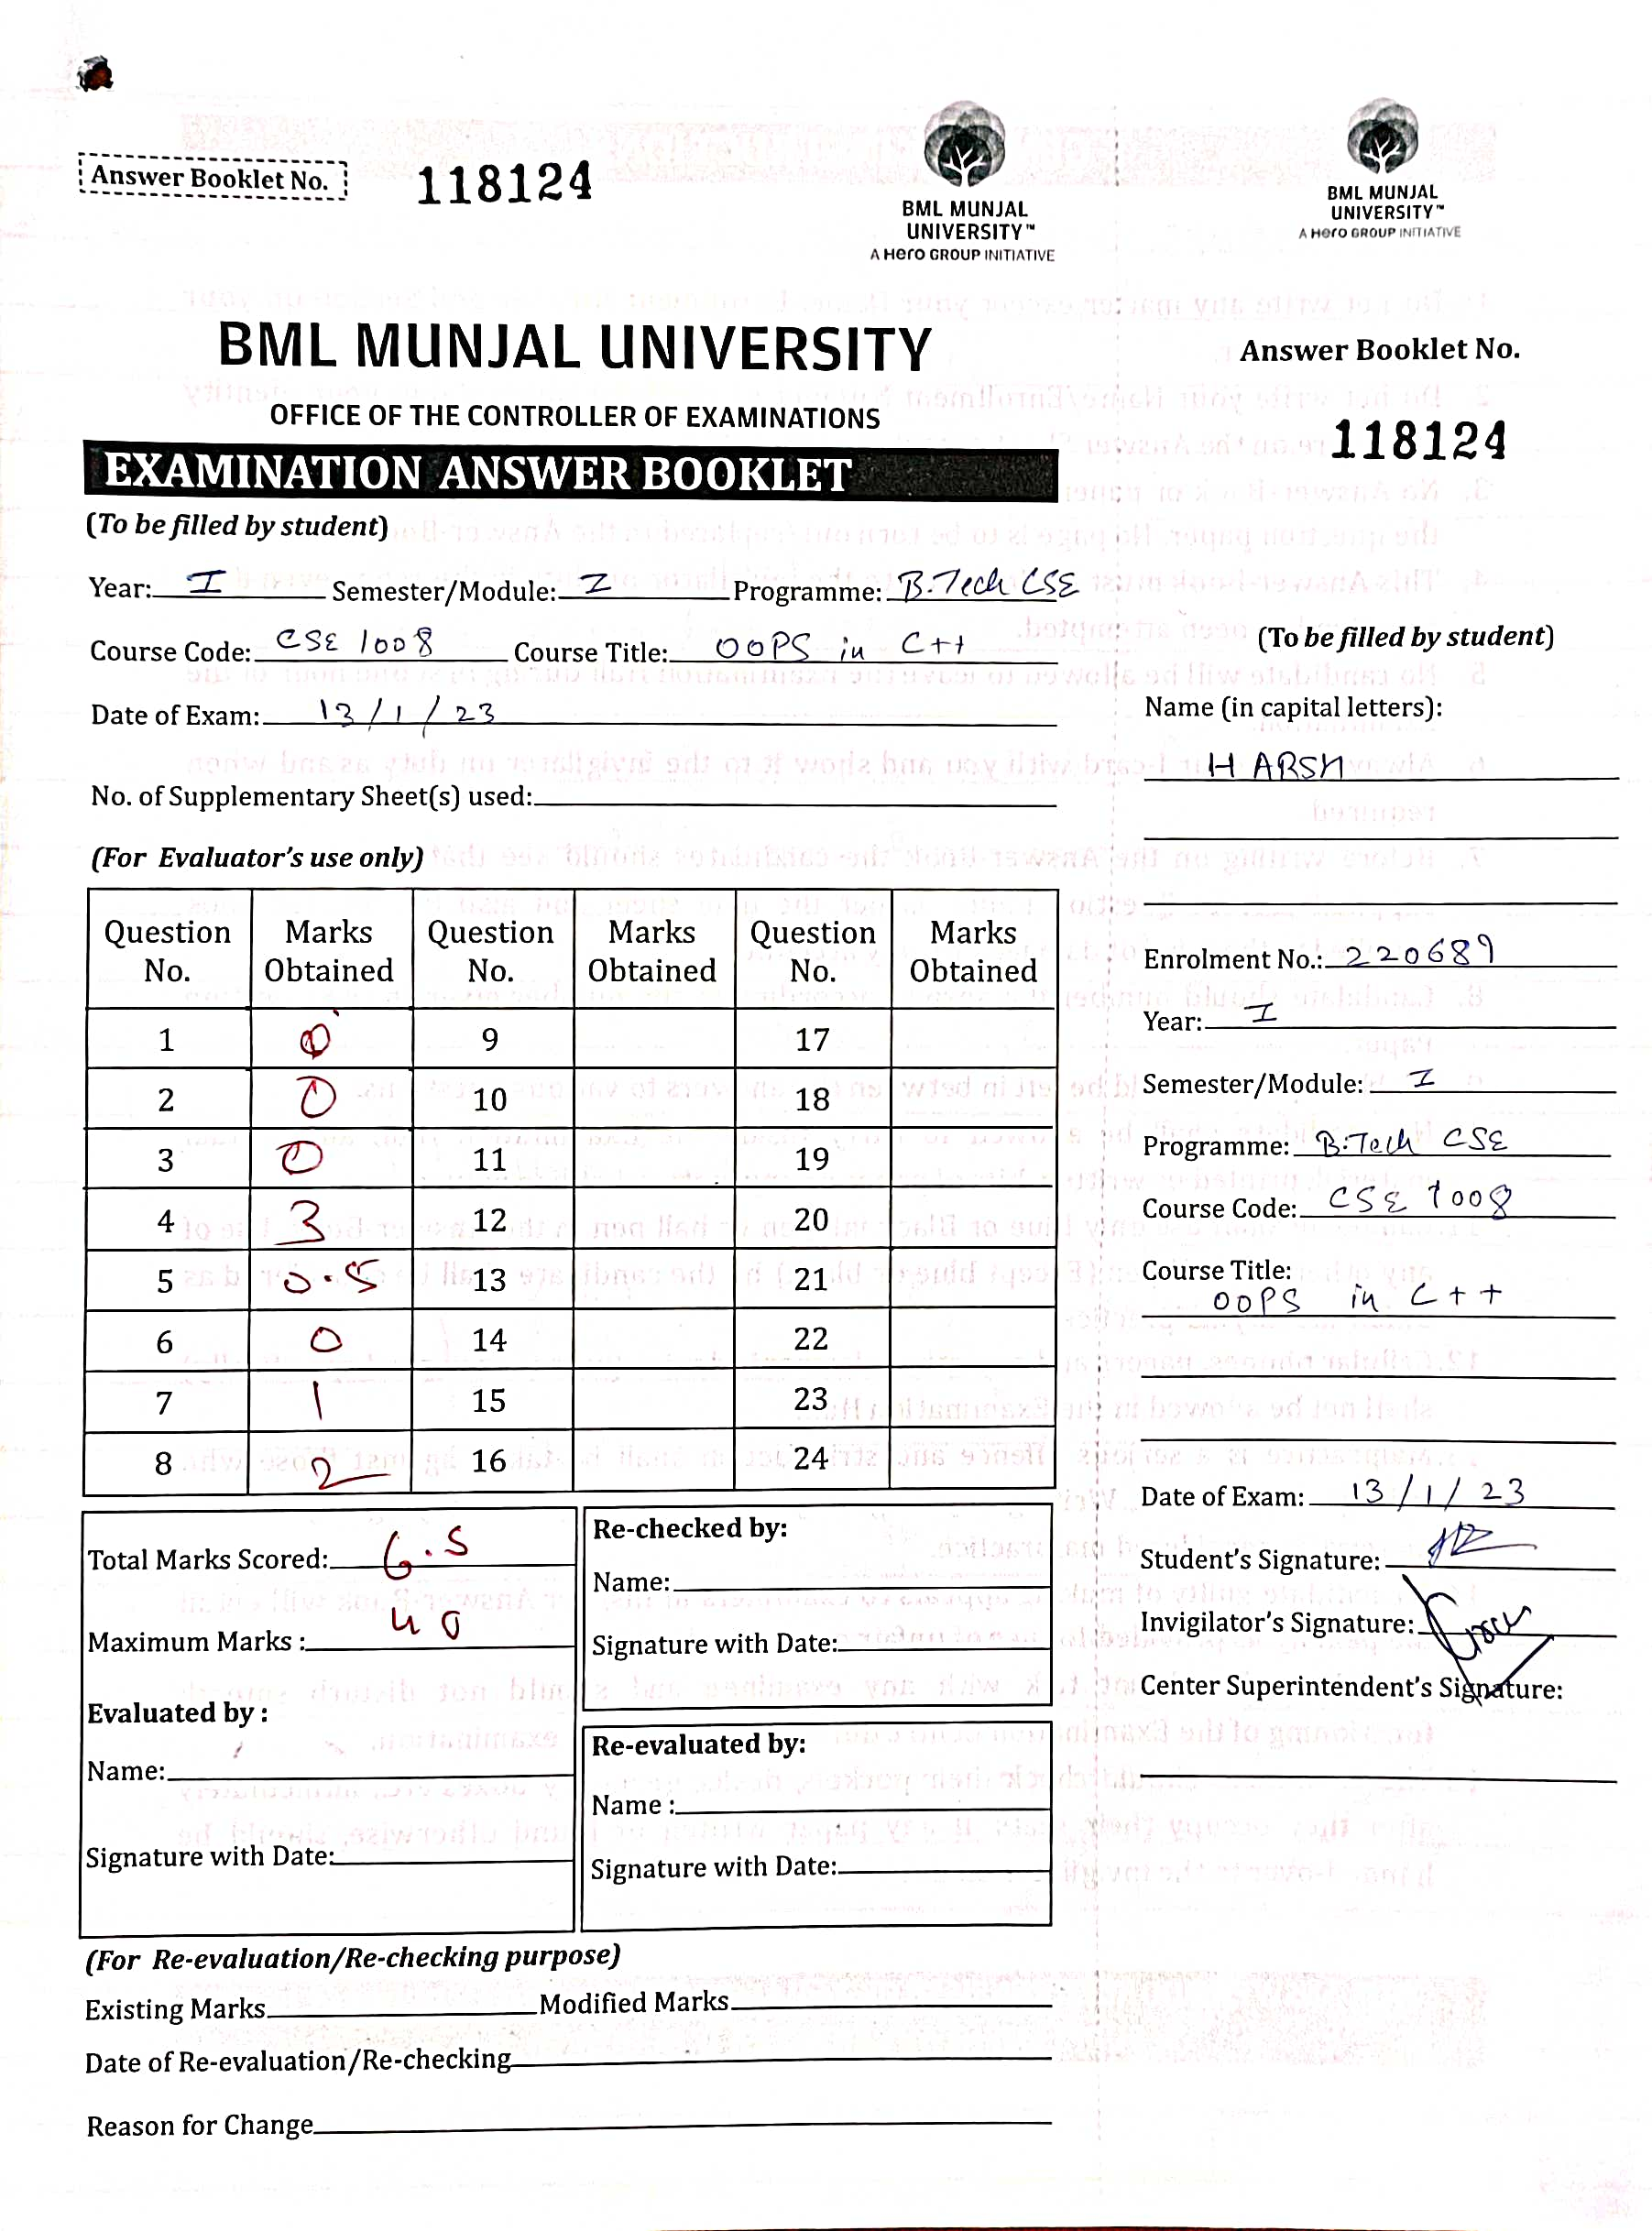 Answer Booklet No.
118124
BML MUNJAL
UNIVERSITY™
A Hero GROUP INITIATIVE
BML MUNJAL
UNIVERSITY™
A Hero GROUP INITIATIVE
BML MUNJAL UNIVERSITY
OFFICE OF THE CONTROLLER OF EXAMINATIONS
EXAMINATION ANSWER BOOKLET
(To be filled by student)
Year: I Semester/Module: I Programme: B.Tech CSE
Course Code: CSE 1008 Course Title: OOPS in C++
Date of Exam: 13/1/23
No. of Supplementary Sheet(s) used:
(For Evaluator's use only)
Question No. Marks Obtained Question No. Marks Obtained Question No. Marks Obtained
1 0 9 17
2 0 10 18
3 0 11 19
4 3 12 20
5 0.5 13 21
6 0 14 22
7 1 15 23
8 2 16 24
Total Marks Scored: 6.5
Maximum Marks : 40
Evaluated by :
Name:
Signature with Date:
Re-checked by:
Name:
Signature with Date:
Re-evaluated by:
Name :
Signature with Date:
(For Re-evaluation/Re-checking purpose)
Existing Marks Modified Marks
Date of Re-evaluation/Re-checking
Reason for Change
Answer Booklet No.
118124
(To be filled by student)
Name (in capital letters):
HARSH
Enrolment No.: 220689
Year: I
Semester/Module: I
Programme: B.Tech CSE
Course Code: CSE 1008
Course Title:
OOPS in C++
Date of Exam: 13/1/23
Student's Signature:
Invigilator's Signature:
Center Superintendent's Signature: